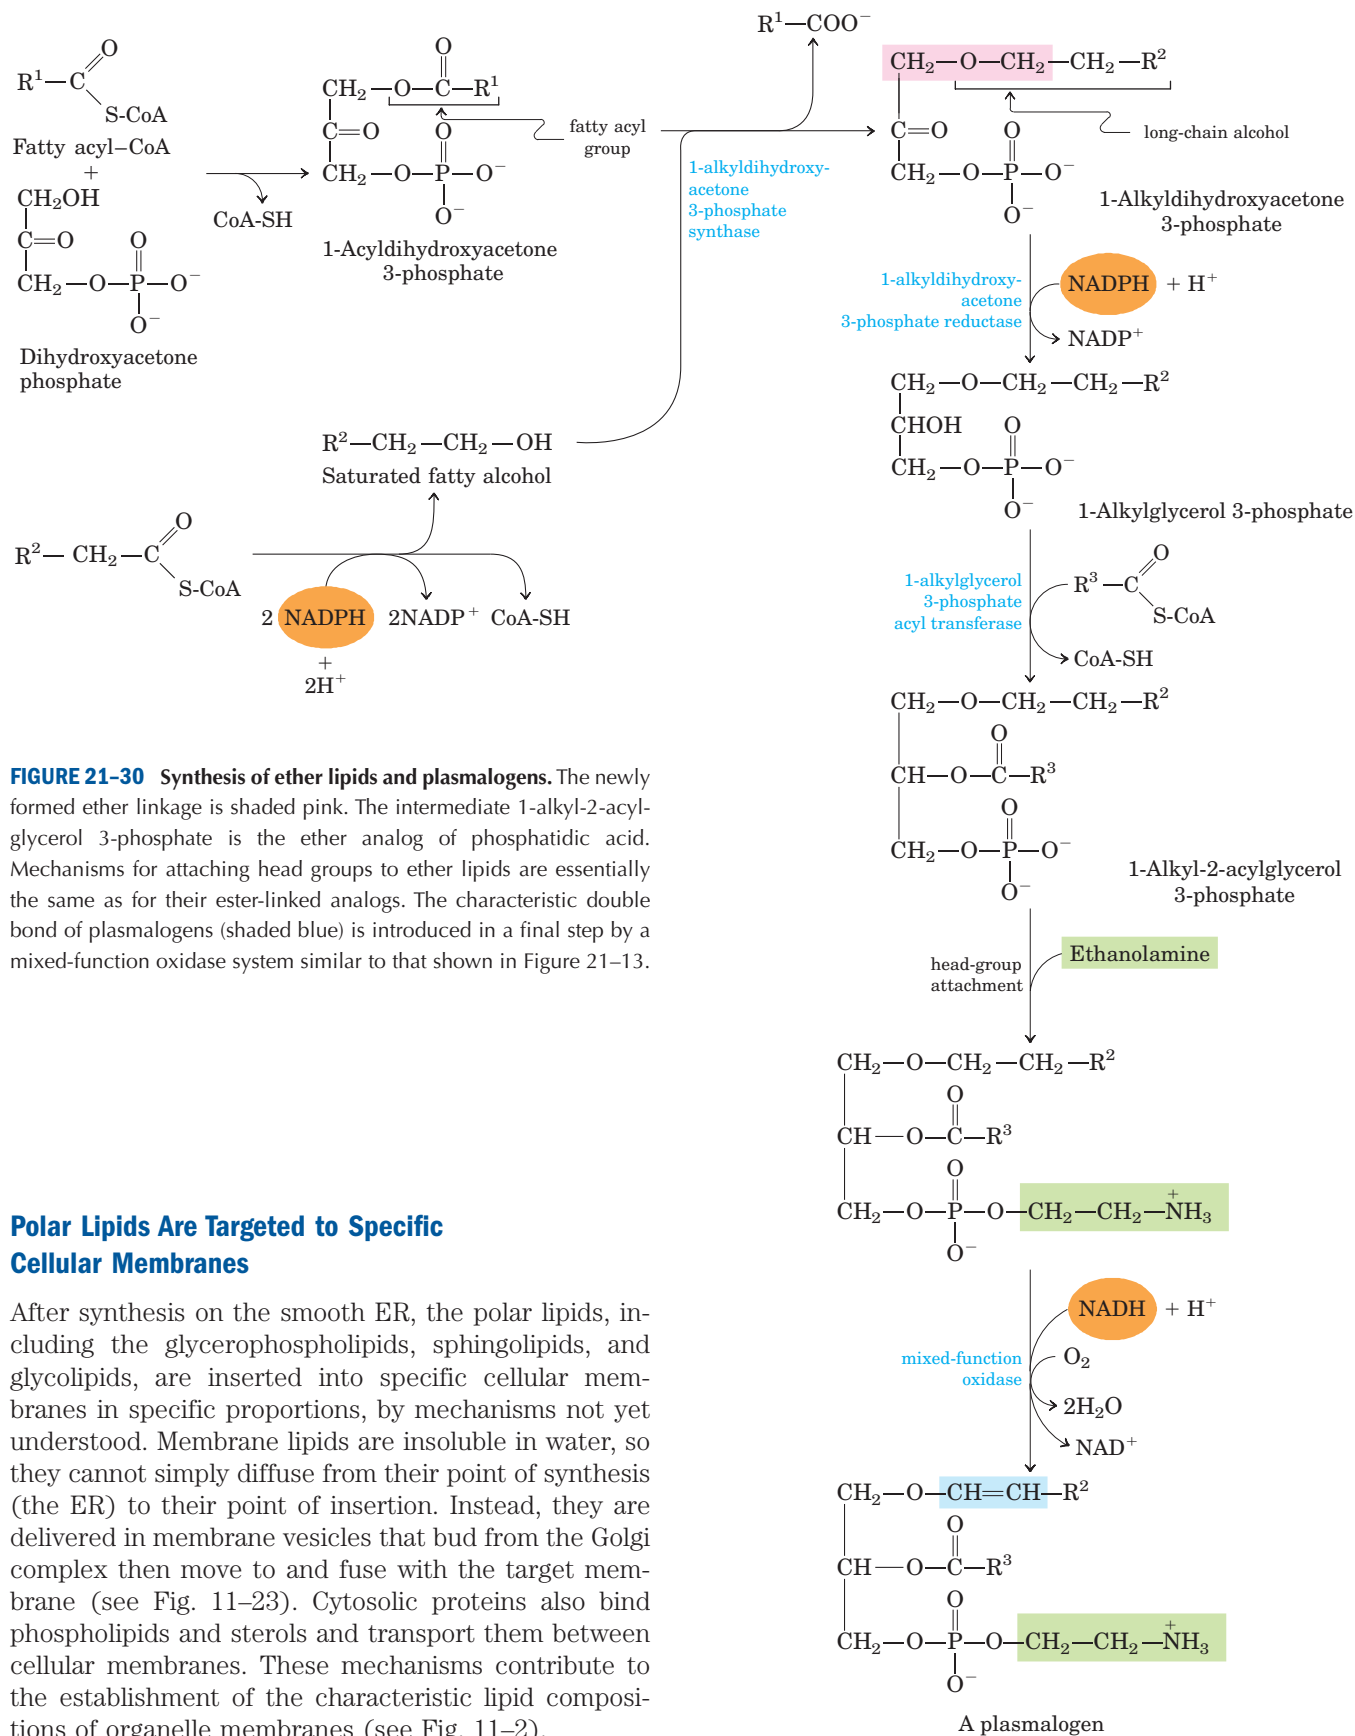 R¹—COO⁻
O
R¹—C
S-CoA
Fatty acyl–CoA
+
CH₂OH
C=O
O
CH₂—O—P—O⁻
O⁻
Dihydroxyacetone
phosphate
CoA-SH
O
CH₂—O—C—R¹
C=O
O
CH₂—O—P—O⁻
O⁻
1-Acyldihydroxyacetone
3-phosphate
fatty acyl
group
1-alkyldihydroxy-
acetone
3-phosphate
synthase
CH₂—O—CH₂—CH₂—R²
C=O
O
CH₂—O—P—O⁻
O⁻
long-chain alcohol
1-Alkyldihydroxyacetone
3-phosphate
1-alkyldihydroxy-
acetone
3-phosphate reductase
NADPH + H⁺
NADP⁺
R²—CH₂—CH₂—OH
Saturated fatty alcohol
O
R²—CH₂—C
S-CoA
2 NADPH 2NADP⁺ CoA-SH
+
2H⁺
CH₂—O—CH₂—CH₂—R²
CHOH
O
CH₂—O—P—O⁻
O⁻
1-Alkylglycerol 3-phosphate
1-alkylglycerol
3-phosphate
acyl transferase
O
R³—C
S-CoA
CoA-SH
CH₂—O—CH₂—CH₂—R²
O
CH—O—C—R³
O
CH₂—O—P—O⁻
O⁻
1-Alkyl-2-acylglycerol
3-phosphate
head-group
attachment
Ethanolamine
CH₂—O—CH₂—CH₂—R²
O
CH—O—C—R³
O
+
CH₂—O—P—O—CH₂—CH₂—NH₃
O⁻
mixed-function
oxidase
NADH + H⁺
O₂
2H₂O
NAD⁺
CH₂—O—CH=CH—R²
O
CH—O—C—R³
O
+
CH₂—O—P—O—CH₂—CH₂—NH₃
O⁻
A plasmalogen
FIGURE 21–30 Synthesis of ether lipids and plasmalogens. The newly
formed ether linkage is shaded pink. The intermediate 1-alkyl-2-acyl-
glycerol 3-phosphate is the ether analog of phosphatidic acid.
Mechanisms for attaching head groups to ether lipids are essentially
the same as for their ester-linked analogs. The characteristic double
bond of plasmalogens (shaded blue) is introduced in a final step by a
mixed-function oxidase system similar to that shown in Figure 21–13.
Polar Lipids Are Targeted to Specific
Cellular Membranes
After synthesis on the smooth ER, the polar lipids, in-
cluding the glycerophospholipids, sphingolipids, and
glycolipids, are inserted into specific cellular mem-
branes in specific proportions, by mechanisms not yet
understood. Membrane lipids are insoluble in water, so
they cannot simply diffuse from their point of synthesis
(the ER) to their point of insertion. Instead, they are
delivered in membrane vesicles that bud from the Golgi
complex then move to and fuse with the target mem-
brane (see Fig. 11–23). Cytosolic proteins also bind
phospholipids and sterols and transport them between
cellular membranes. These mechanisms contribute to
the establishment of the characteristic lipid composi-
tions of organelle membranes (see Fig. 11–2).